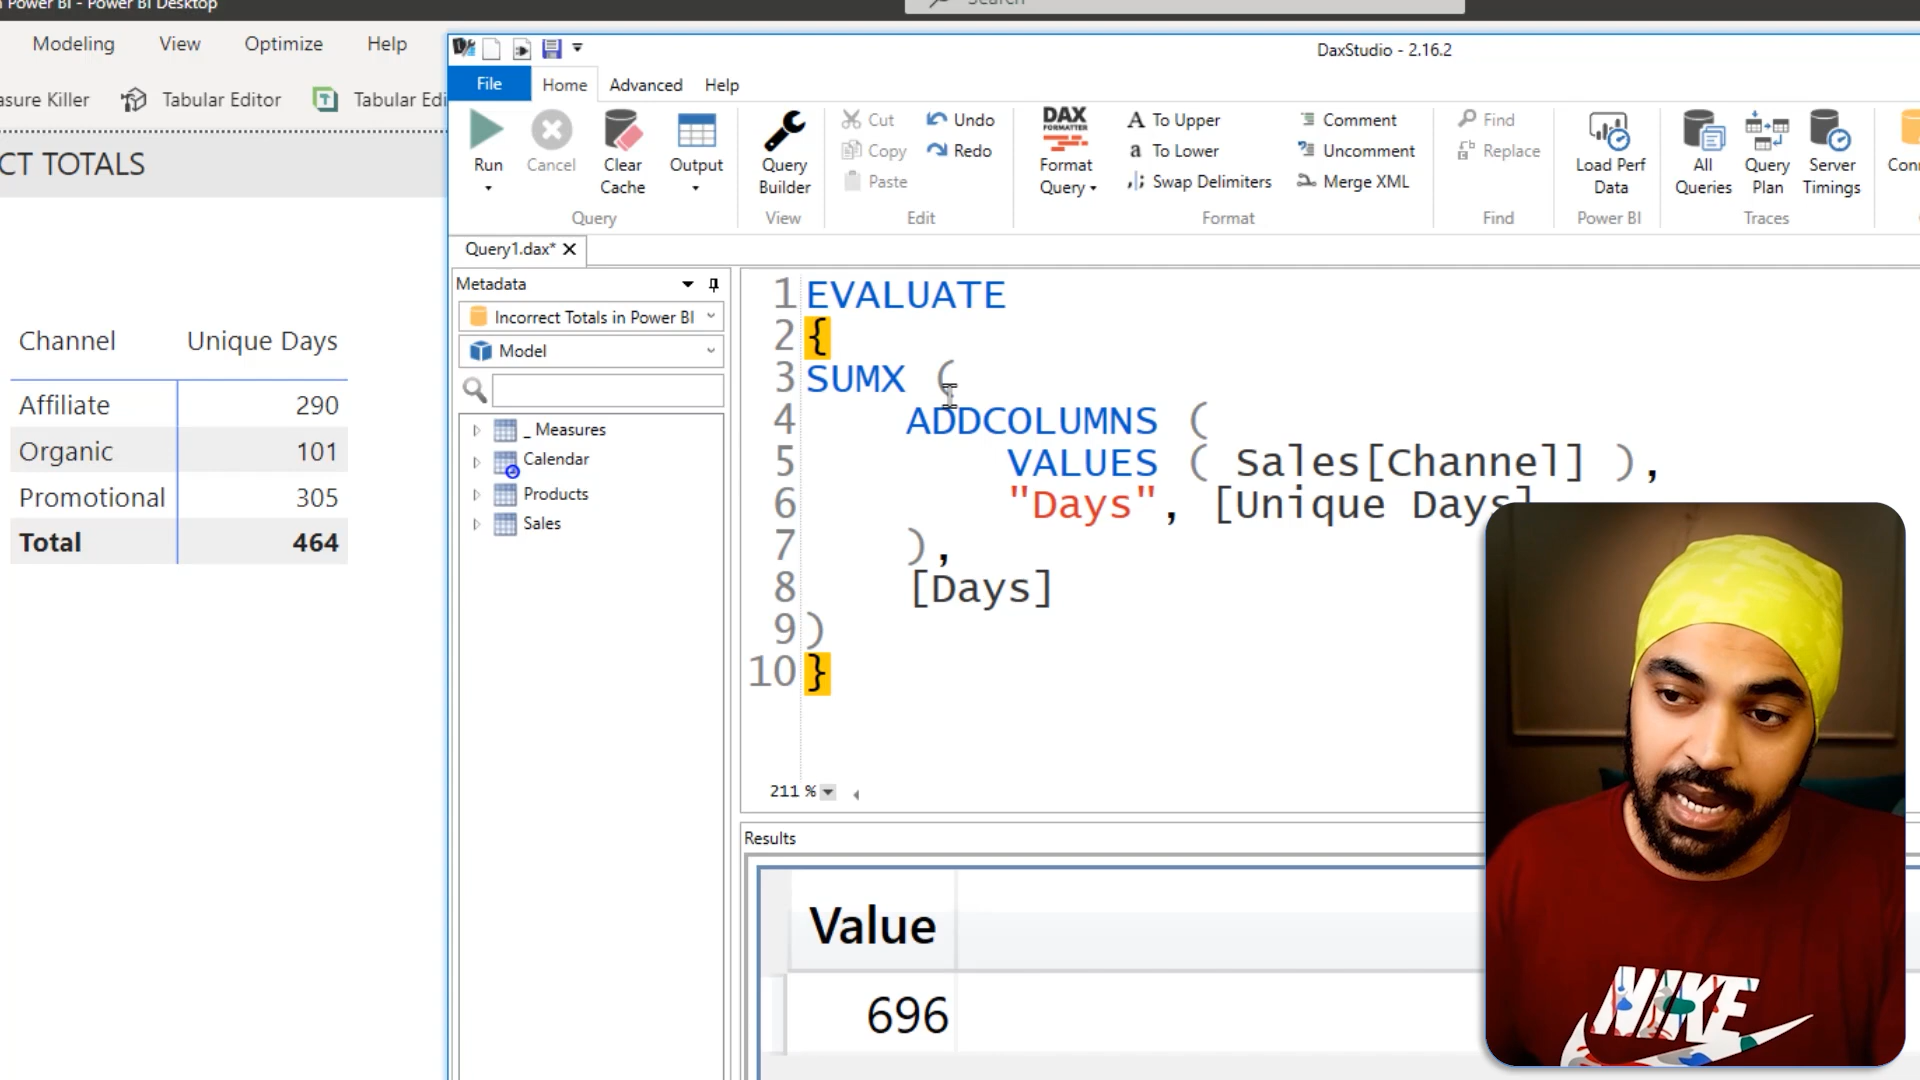 Power BI - Power BI Desktop
Search
Modeling
View
Optimize
Help
asure Killer
Tabular Editor
Tabular Edi
CT TOTALS
Channel Unique Days
Affiliate 290
Organic 101
Promotional 305
Total 464
DaxStudio - 2.16.2
File
Home
Advanced
Help
Run
Cancel
Clear Cache
Output
Query
Query Builder
View
Cut
Copy
Paste
Undo
Redo
Edit
DAX
FORMATTER
Format Query
To Upper
To Lower
Swap Delimiters
Comment
Uncomment
Merge XML
Format
Find
Replace
Find
Load Perf Data
Power BI
All Queries
Query Plan
Server Timings
Traces
Conn
Query1.dax*
Metadata
Incorrect Totals in Power BI
Model
_ Measures
Calendar
Products
Sales
1 EVALUATE
2 {
3 SUMX (
4 ADDCOLUMNS (
5 VALUES ( Sales[Channel] ),
6 "Days", [Unique Days]
7 ),
8 [Days]
9 )
10 }
211 %
Results
Value
696
NIKE